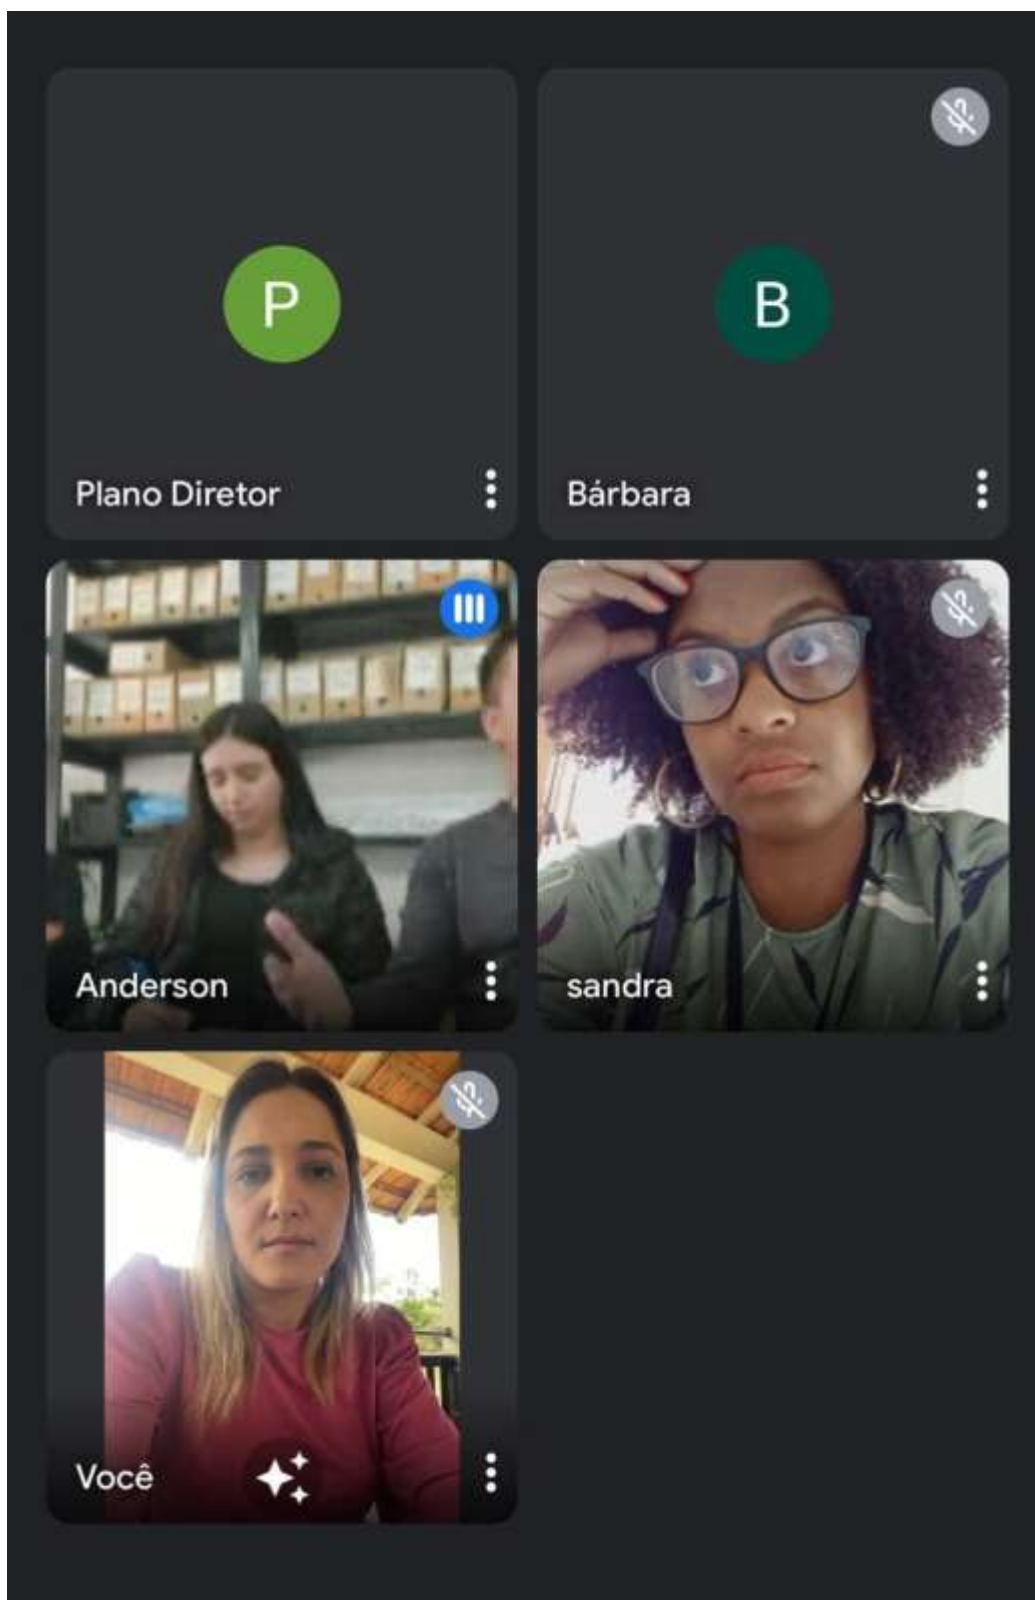 P
B
Plano Diretor
Bárbara
Anderson
sandra
Você